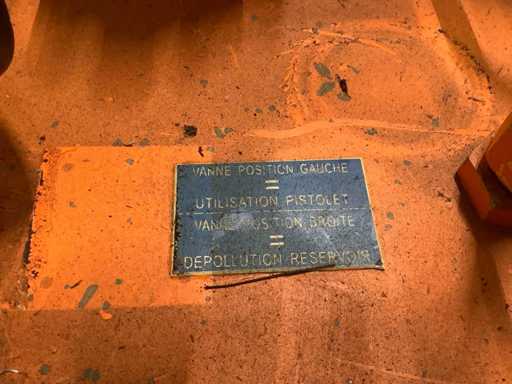 VANNE POSITION GAUCHE
=
UTILISATION PISTOLET
VANNE POSITION DROITE
=
DEPOLLUTION RESERVOIR